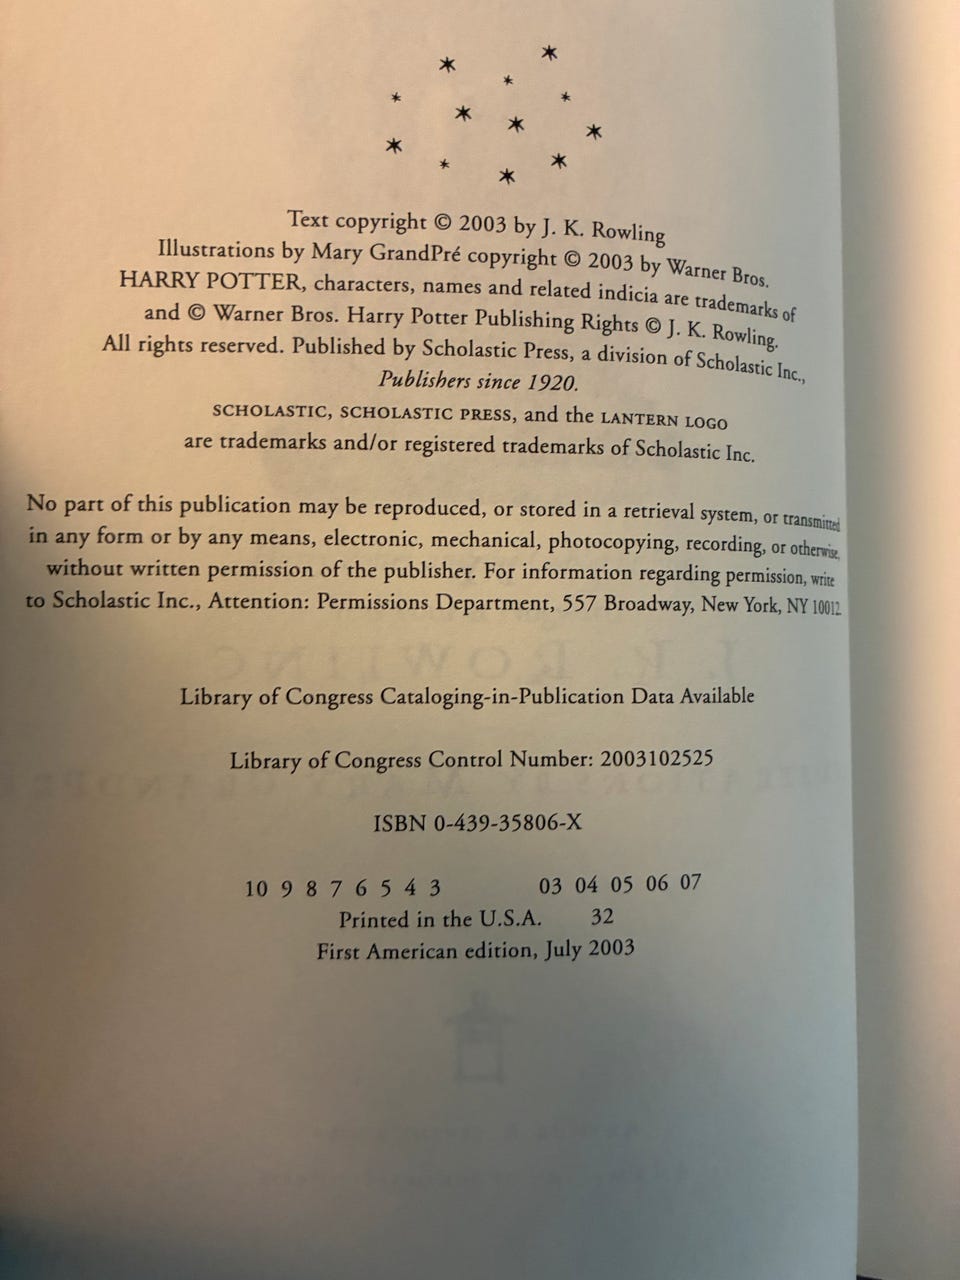 Text copyright © 2003 by J. K. Rowling
Illustrations by Mary GrandPré copyright © 2003 by Warner Bros.
HARRY POTTER, characters, names and related indicia are trademarks of
and © Warner Bros. Harry Potter Publishing Rights © J. K. Rowling.
All rights reserved. Published by Scholastic Press, a division of Scholastic Inc.,
Publishers since 1920.
SCHOLASTIC, SCHOLASTIC PRESS, and the LANTERN LOGO
are trademarks and/or registered trademarks of Scholastic Inc.
No part of this publication may be reproduced, or stored in a retrieval system, or transmitted
in any form or by any means, electronic, mechanical, photocopying, recording, or otherwise,
without written permission of the publisher. For information regarding permission, write
to Scholastic Inc., Attention: Permissions Department, 557 Broadway, New York, NY 10012.
Library of Congress Cataloging-in-Publication Data Available
Library of Congress Control Number: 2003102525
ISBN 0-439-35806-X
10 9 8 7 6 5 4 3 03 04 05 06 07
Printed in the U.S.A. 32
First American edition, July 2003